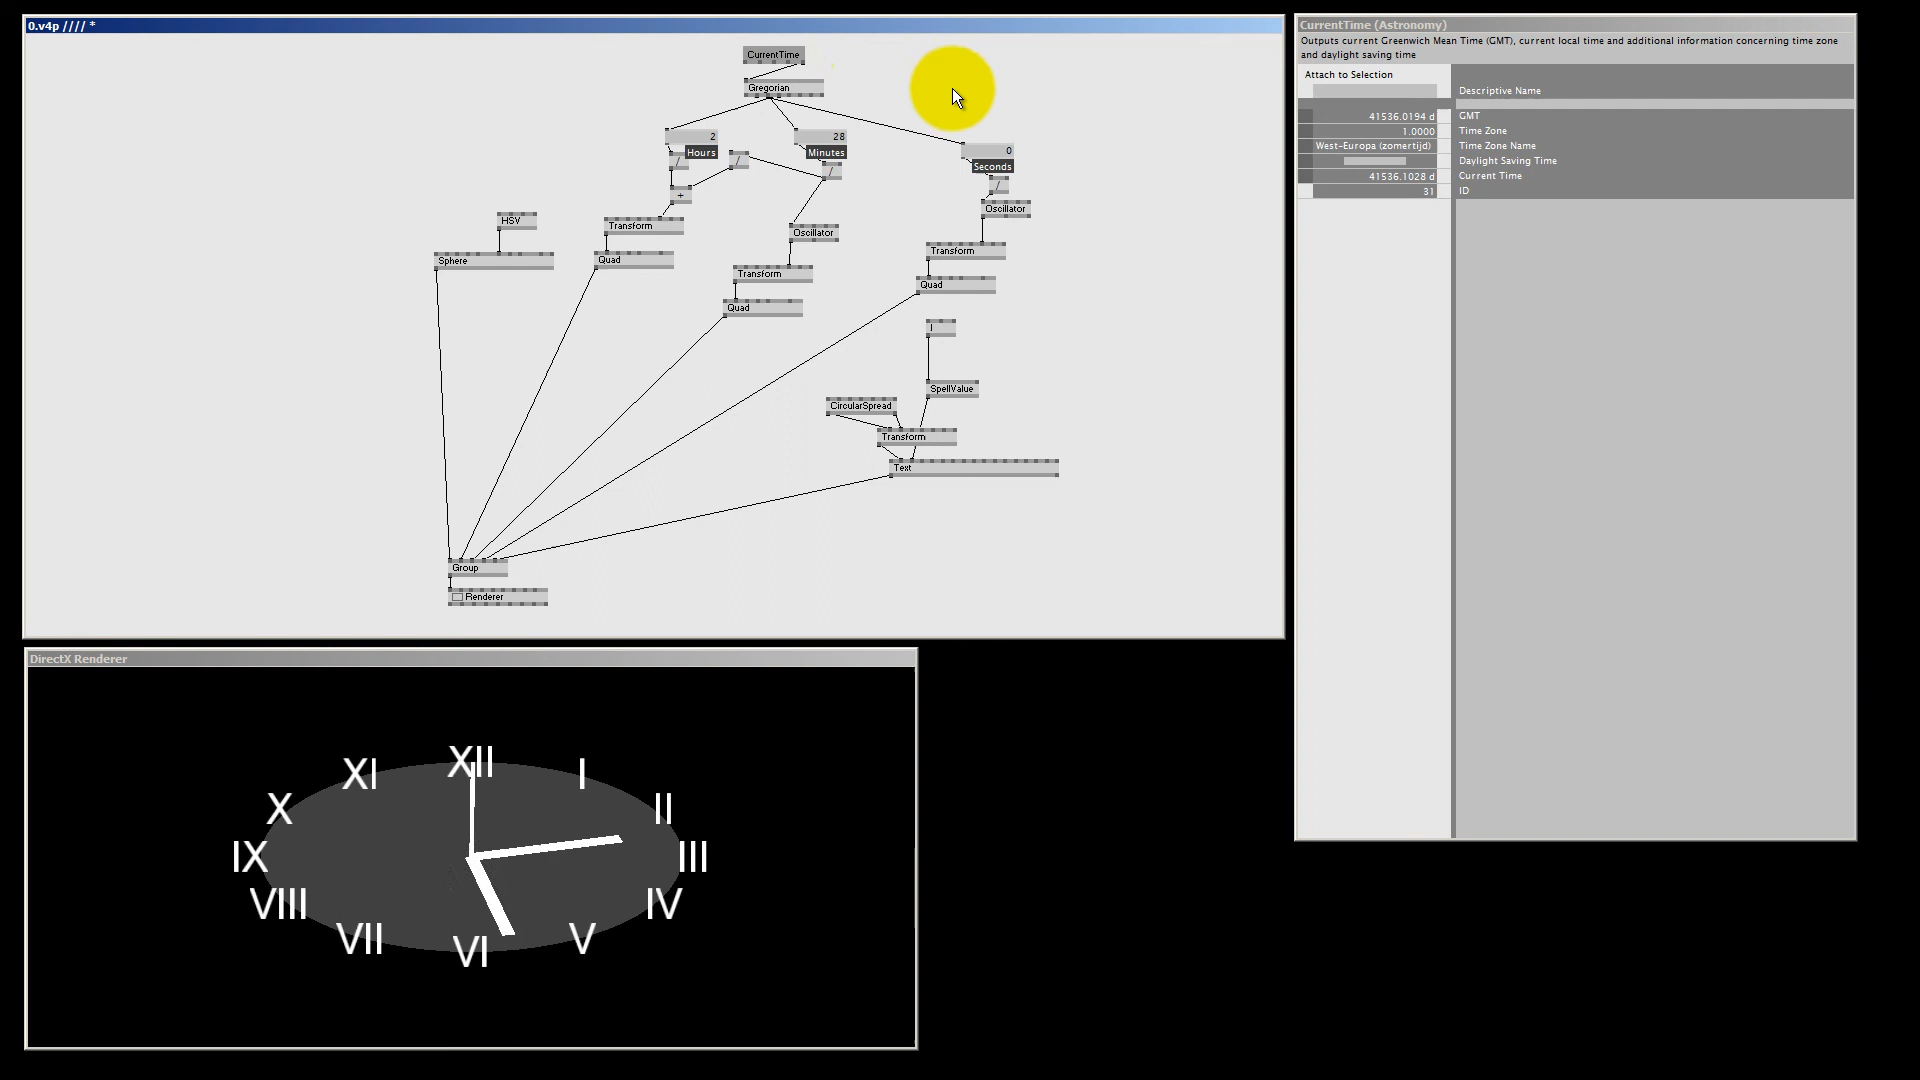 0.v4p //// *
CurrentTime
Gregorian
2
28
0
Hours
/
/
Minutes
/
Seconds
/
+
Oscillator
HSV
Transform
Oscillator
Transform
Sphere
Quad
Transform
Quad
Quad
I
SpellValue
CircularSpread
Transform
Text
Group
Renderer
DirectX Renderer
XII
XI
I
X
II
IX
III
VIII
IV
VII
V
VI
CurrentTime (Astronomy)
Outputs current Greenwich Mean Time (GMT), current local time and additional information concerning time zone
and daylight saving time
Attach to Selection
Descriptive Name
41536.0194 d GMT
1.0000 Time Zone
West-Europa (zomertijd) Time Zone Name
Daylight Saving Time
41536.1028 d Current Time
31 ID